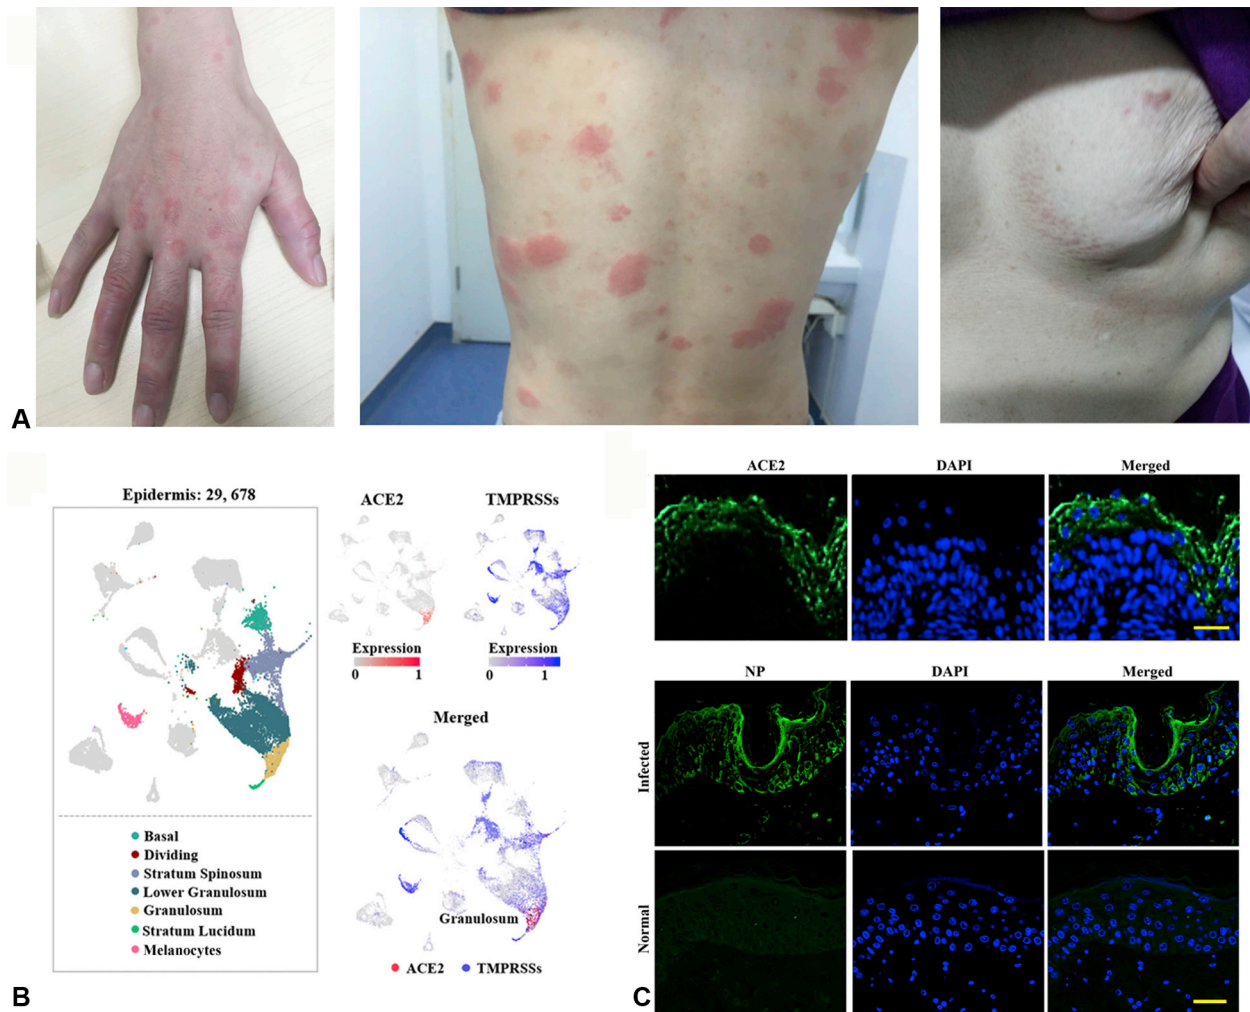 A
Epidermis: 29, 678
Basal
Dividing
Stratum Spinosum
Lower Granulosum
Granulosum
Stratum Lucidum
Melanocytes
ACE2
TMPRSSs
Expression
0
1
Expression
0
1
Merged
Granulosum
ACE2
TMPRSSs
B
ACE2
DAPI
Merged
NP
DAPI
Merged
Infected
Normal
C